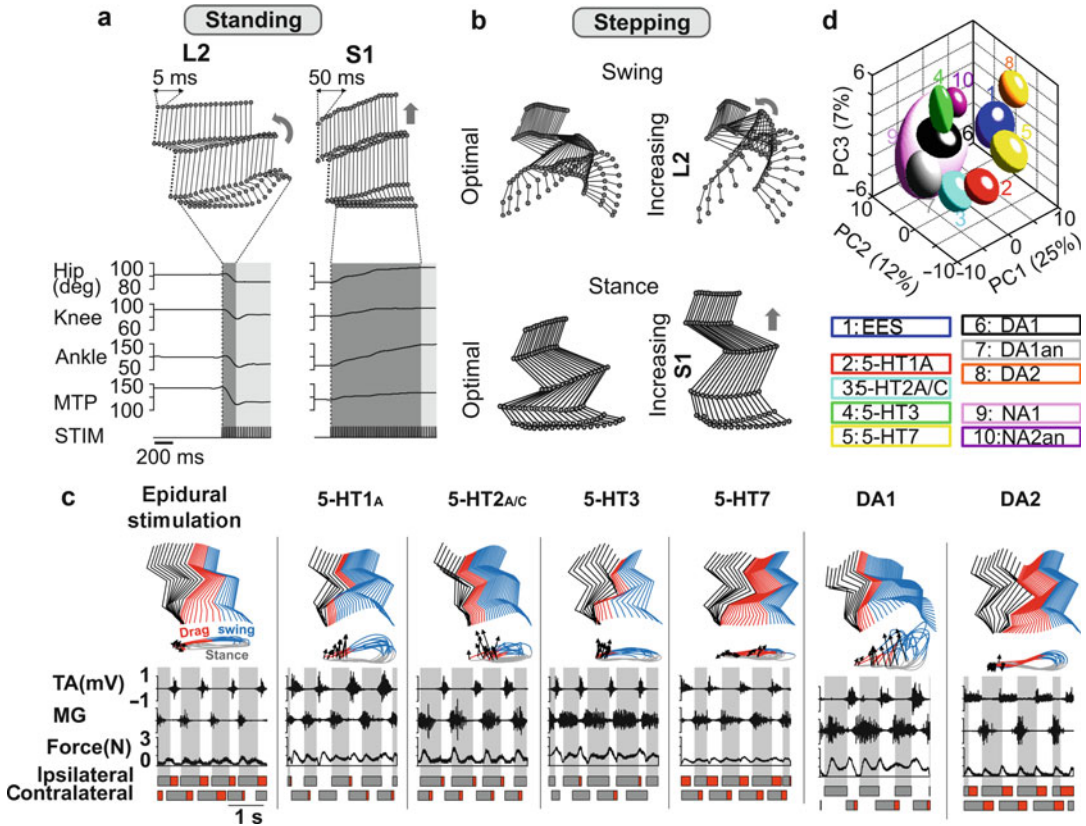 a
Standing
L2
S1
5 ms
50 ms
Hip
(deg)
100
80
Knee
100
60
Ankle
150
50
MTP
150
100
STIM
200 ms
b
Stepping
Swing
Optimal
Increasing
L2
Stance
Optimal
Increasing
S1
d
6
PC3 (7%)
-6
10
PC2 (12%)
0
-10
-10
0
PC1 (25%)
10
4
10
8
1
9
6
5
7
3
2
1: EES
2: 5-HT1A
3:5-HT2A/C
4: 5-HT3
5: 5-HT7
6: DA1
7: DA1an
8: DA2
9: NA1
10:NA2an
c
Epidural
stimulation
5-HT1A
5-HT2A/C
5-HT3
5-HT7
DA1
DA2
Drag
swing
Stance
TA(mV)
1
−1
MG
Force(N)
3
0
Ipsilateral
Contralateral
1 s